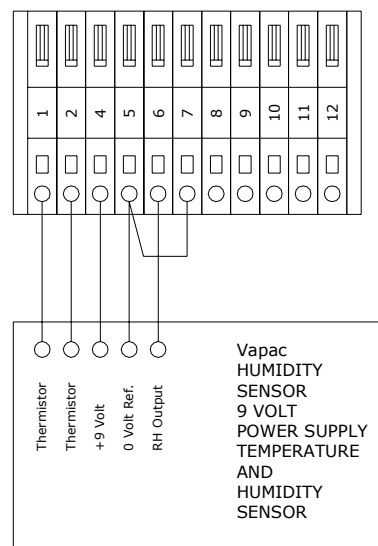 1 2 4 5 6 7 8 9 10 11 12
Thermistor
Thermistor
+9 Volt
0 Volt Ref.
RH Output
Vapac
HUMIDITY
SENSOR
9 VOLT
POWER SUPPLY
TEMPERATURE
AND
HUMIDITY
SENSOR